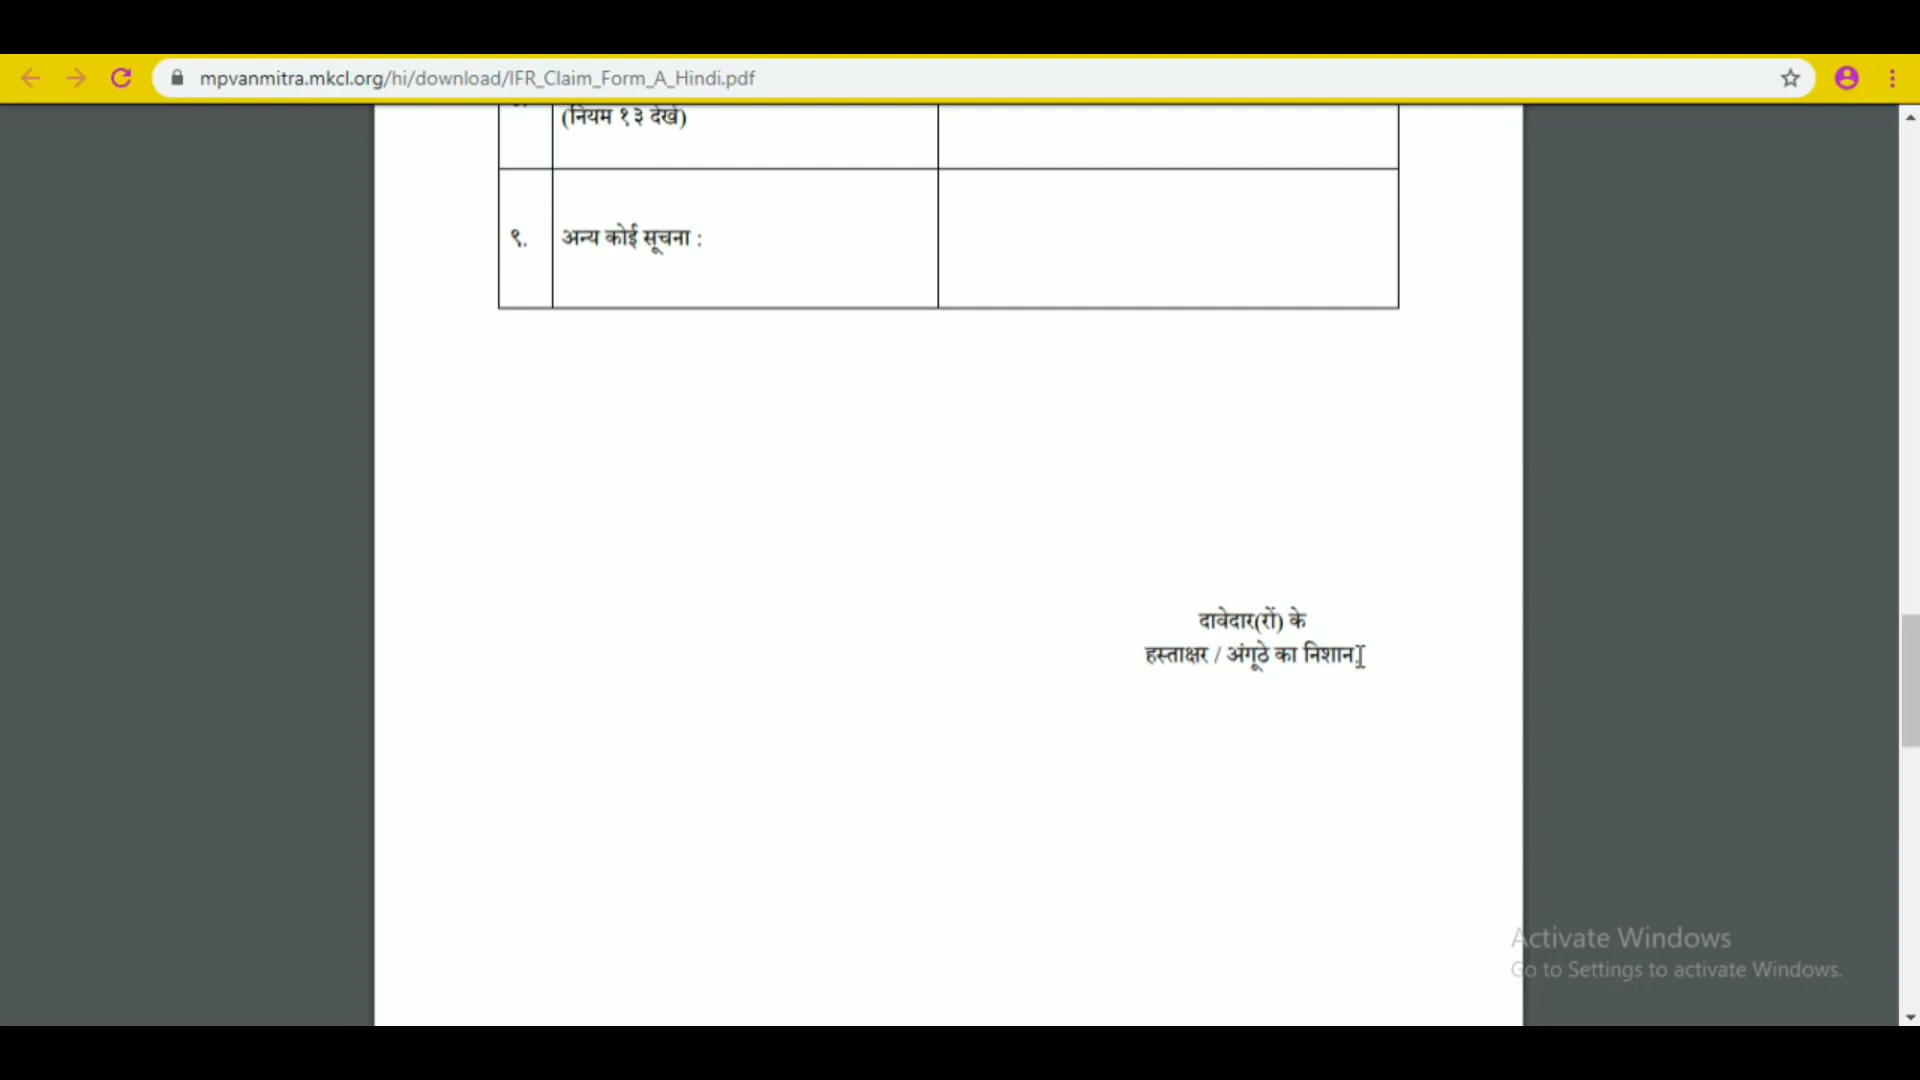 mpvanmitra.mkcl.org/hi/download/IFR_Claim_Form_A_Hindi.pdf
(नियम १३ देखें)
९. अन्य कोई सूचना :
दावेदार(रों) के
हस्ताक्षर / अंगूठे का निशान.
Activate Windows
Go to Settings to activate Windows.